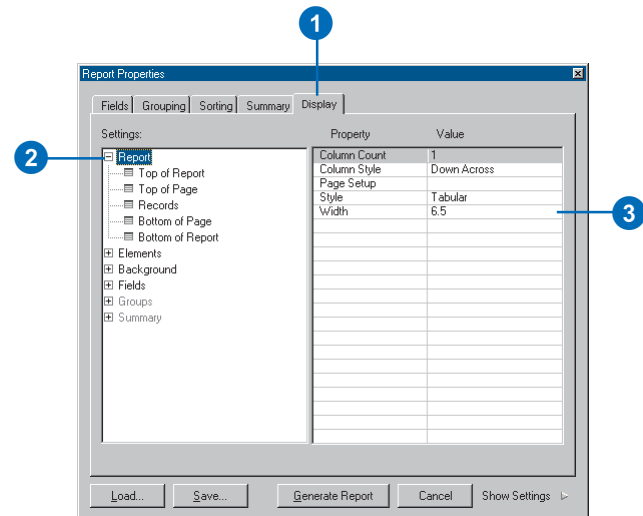 1
Report Properties
Fields Grouping Sorting Summary Display
Settings:
Property Value
2
Report
Top of Report
Top of Page
Records
Bottom of Page
Bottom of Report
Elements
Background
Fields
Groups
Summary
Column Count 1
Column Style Down Across
Page Setup
Style Tabular
Width 6.5
3
Load... Save... Generate Report Cancel Show Settings